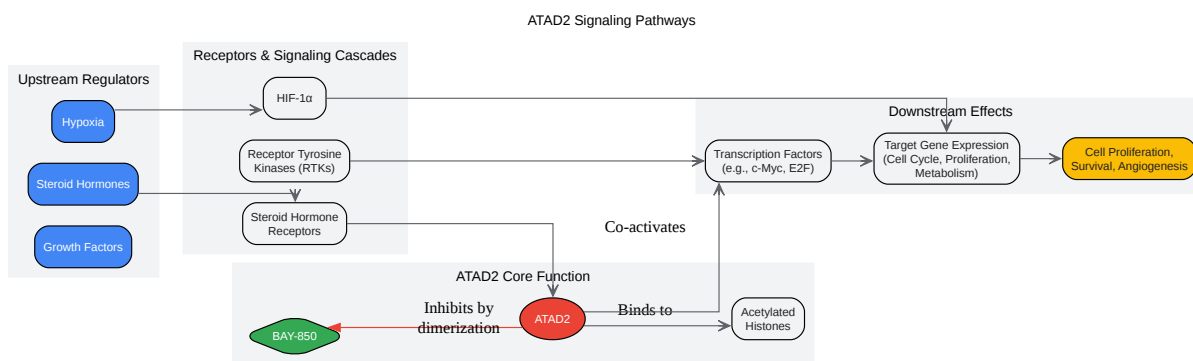 ATAD2 Signaling Pathways
Upstream Regulators
Hypoxia
Steroid Hormones
Growth Factors
Receptors & Signaling Cascades
HIF-1α
Receptor Tyrosine
Kinases (RTKs)
Steroid Hormone
Receptors
Downstream Effects
Transcription Factors
(e.g., c-Myc, E2F)
Target Gene Expression
(Cell Cycle, Proliferation,
Metabolism)
Cell Proliferation,
Survival, Angiogenesis
Co-activates
ATAD2 Core Function
Inhibits by
dimerization
BAY-850
ATAD2
Binds to
Acetylated
Histones